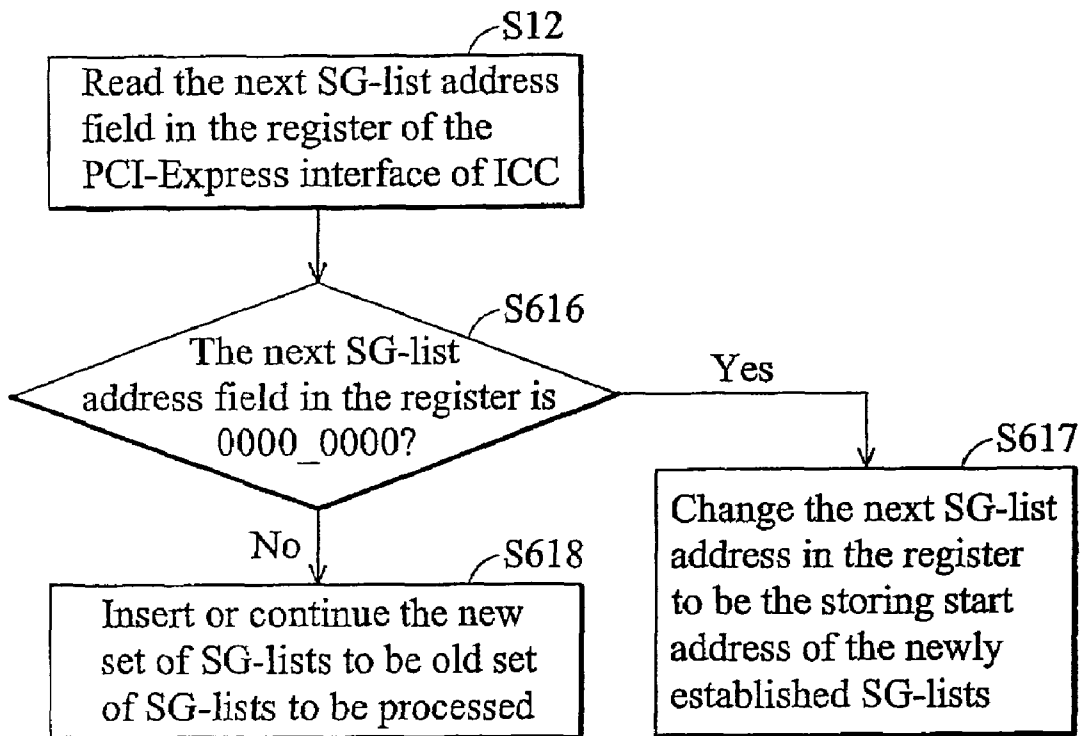 S12
Read the next SG-list address
field in the register of the
PCI-Express interface of ICC
S616
The next SG-list
address field in the register is
0000_0000?
Yes
No
S617
Change the next SG-list
address in the register
to be the storing start
address of the newly
established SG-lists
S618
Insert or continue the new
set of SG-lists to be old set
of SG-lists to be processed